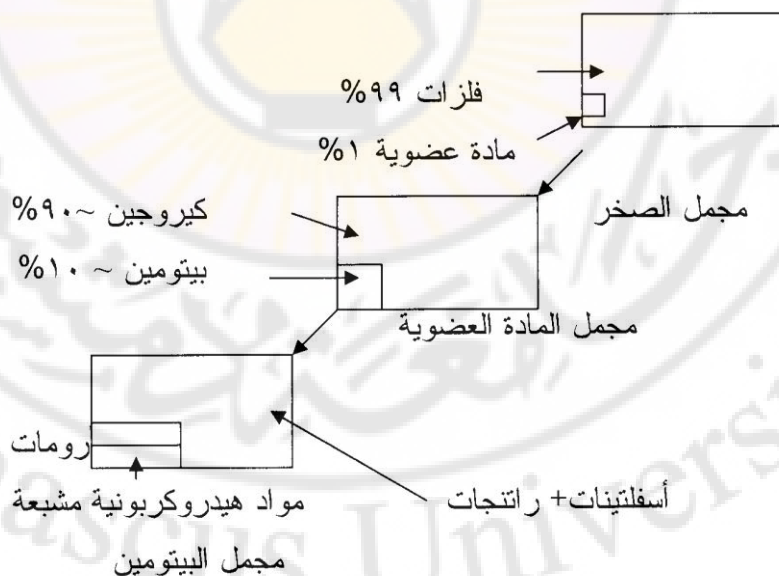 فلزات ٩٩%
مادة عضوية ١%
مجمل الصخر
كيروجين ~٩٠%
بيتومين ~ ١٠%
مجمل المادة العضوية
رومات
أسفلتينات+ راتنجات
مواد هيدروكربونية مشبعة
مجمل البيتومين